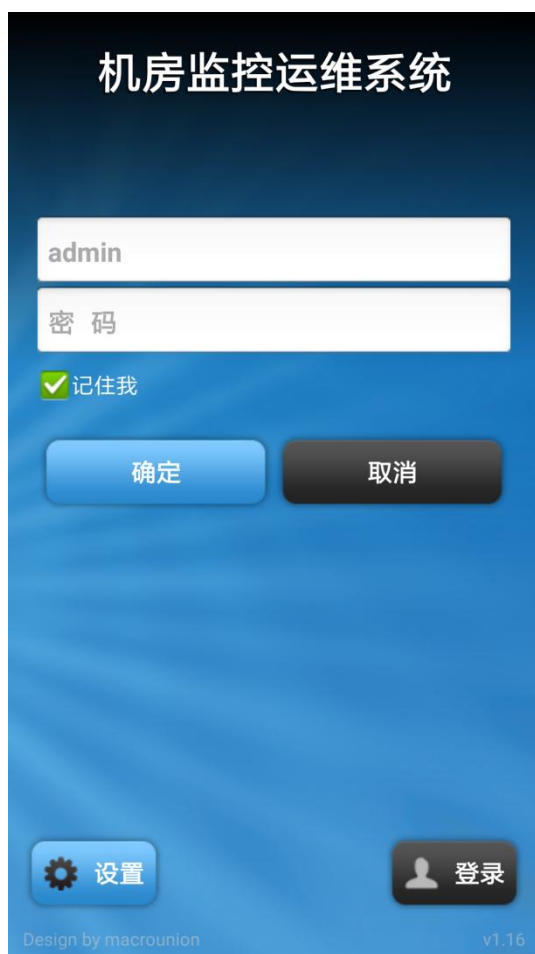 机房监控运维系统
admin
密 码
记住我
确定 取消
设置 登录
Design by macrounion v1.16